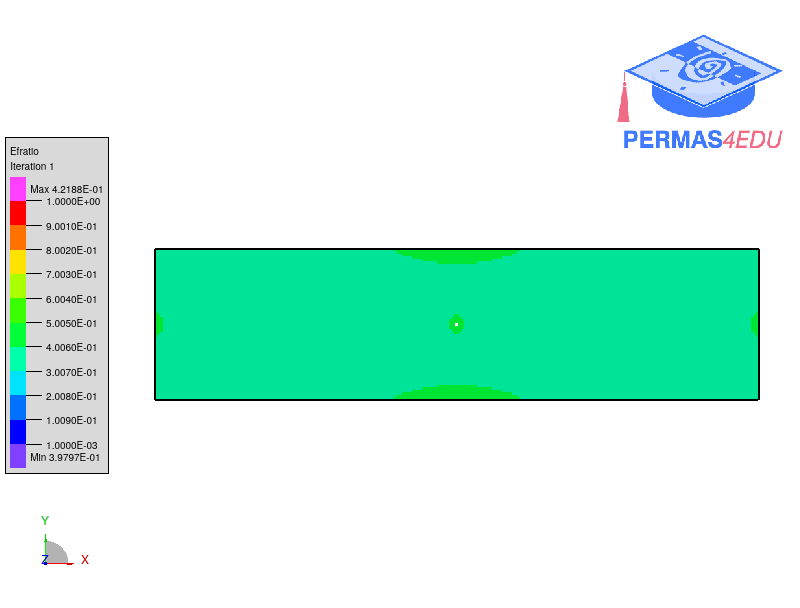 PERMAS4EDU
Efratio
Iteration 1
Max 4.2188E-01
1.0000E+00
9.0010E-01
8.0020E-01
7.0030E-01
6.0040E-01
5.0050E-01
4.0060E-01
3.0070E-01
2.0080E-01
1.0090E-01
1.0000E-03
Min 3.9797E-01
Y
Z
X